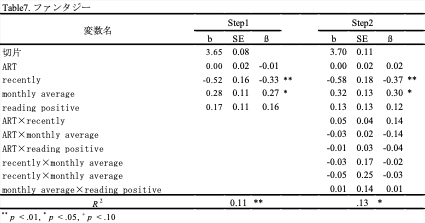 Table7. ファンタジー
変数名 Step1 Step2
b SE ß b SE ß
切片 3.65 0.08 3.70 0.11
ART 0.00 0.02 -0.01 0.00 0.02 0.02
recently -0.52 0.16 -0.33 ** -0.58 0.18 -0.37 **
monthly average 0.28 0.11 0.27 * 0.32 0.13 0.30 *
reading positive 0.17 0.11 0.16 0.13 0.13 0.12
ART×recently 0.05 0.04 0.14
ART×monthly average -0.03 0.02 -0.14
ART×reading positive -0.01 0.03 -0.04
recently×monthly average -0.03 0.17 -0.02
recently×monthly average -0.05 0.25 -0.03
monthly average×reading positive 0.01 0.14 0.01
R² 0.11 ** .13 *
** p <.01, * p <.05, + p <.10